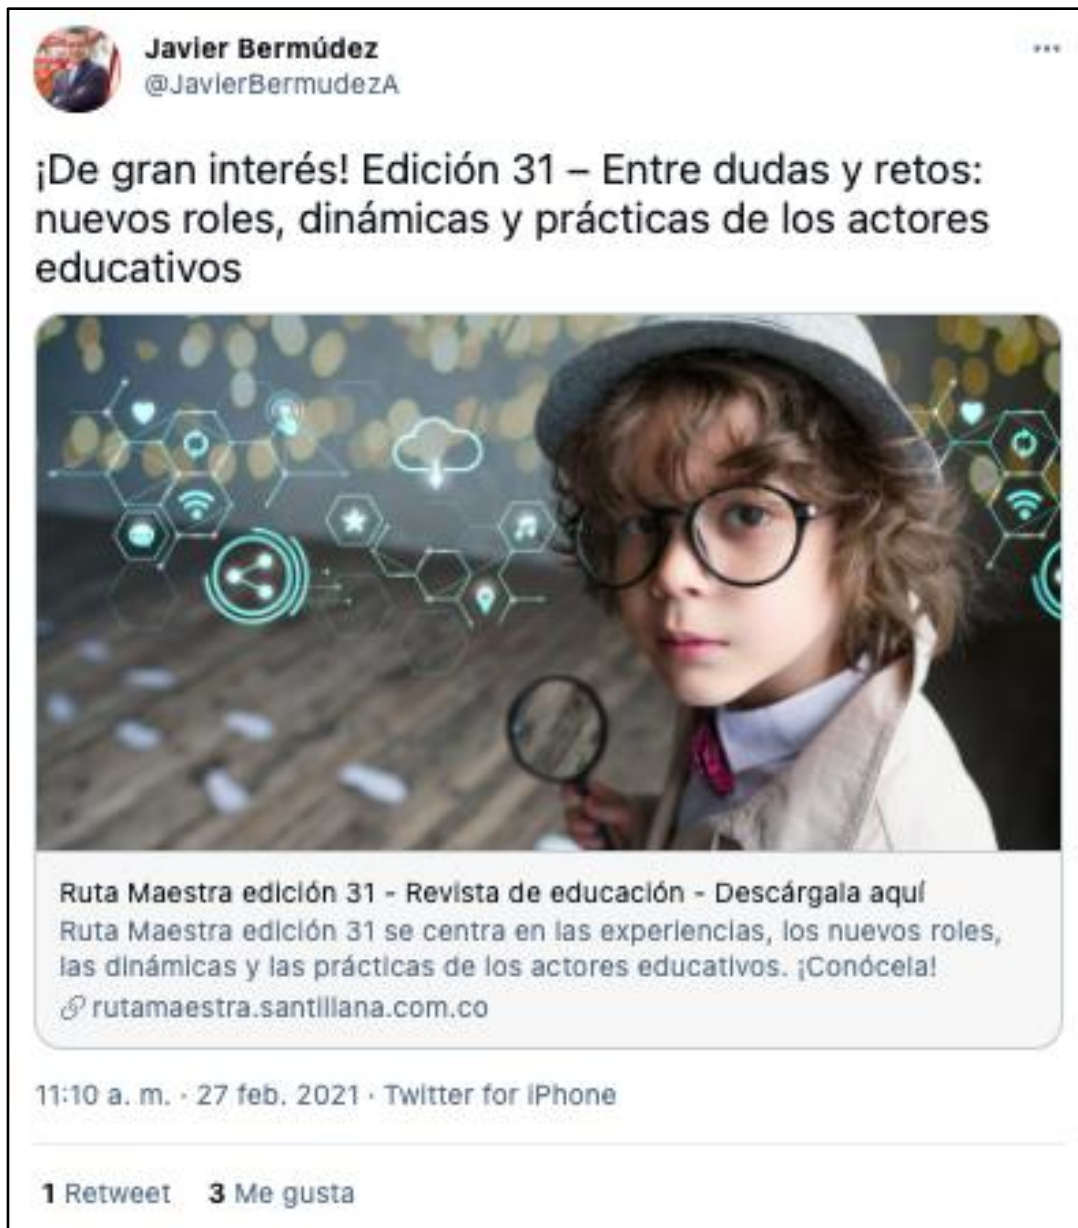 Javier Bermúdez
@JavierBermudezA
¡De gran interés! Edición 31 – Entre dudas y retos:
nuevos roles, dinámicas y prácticas de los actores
educativos
Ruta Maestra edición 31 - Revista de educación - Descárgala aquí
Ruta Maestra edición 31 se centra en las experiencias, los nuevos roles,
las dinámicas y las prácticas de los actores educativos. ¡Conócela!
rutamaestra.santillana.com.co
11:10 a. m. · 27 feb. 2021 · Twitter for iPhone
1 Retweet 3 Me gusta